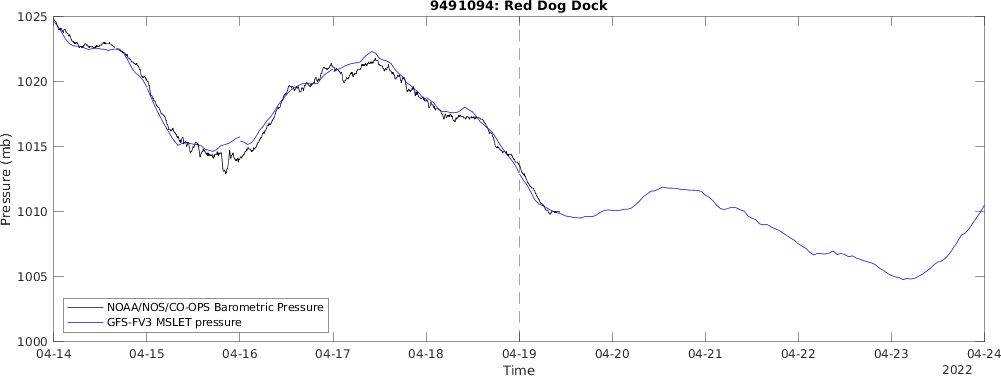 9491094: Red Dog Dock
1025
1020
1015
1010
1005
1000
Pressure (mb)
NOAA/NOS/CO-OPS Barometric Pressure
GFS-FV3 MSLET pressure
04-14 04-15 04-16 04-17 04-18 04-19 04-20 04-21 04-22 04-23 04-24
Time
2022